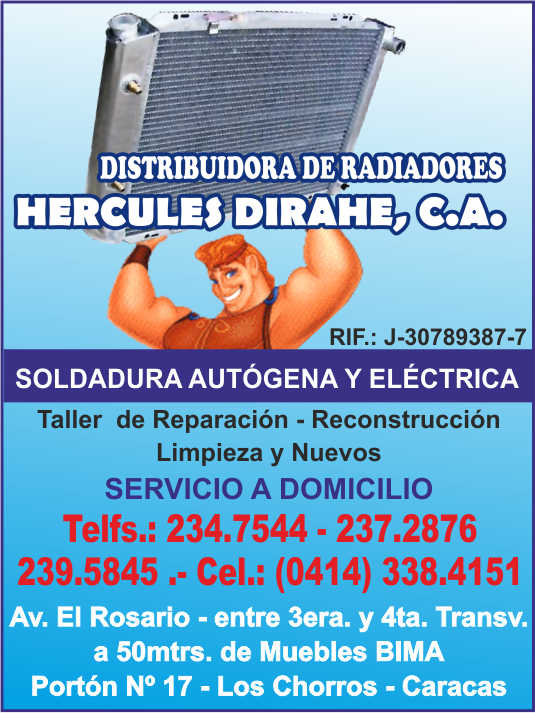 DISTRIBUIDORA DE RADIADORES
HERCULES DIRAHE, C.A.
RIF.: J-30789387-7
SOLDADURA AUTÓGENA Y ELÉCTRICA
Taller de Reparación - Reconstrucción
Limpieza y Nuevos
SERVICIO A DOMICILIO
Telfs.: 234.7544 - 237.2876
239.5845 .- Cel.: (0414) 338.4151
Av. El Rosario - entre 3era. y 4ta. Transv.
a 50mtrs. de Muebles BIMA
Portón Nº 17 - Los Chorros - Caracas